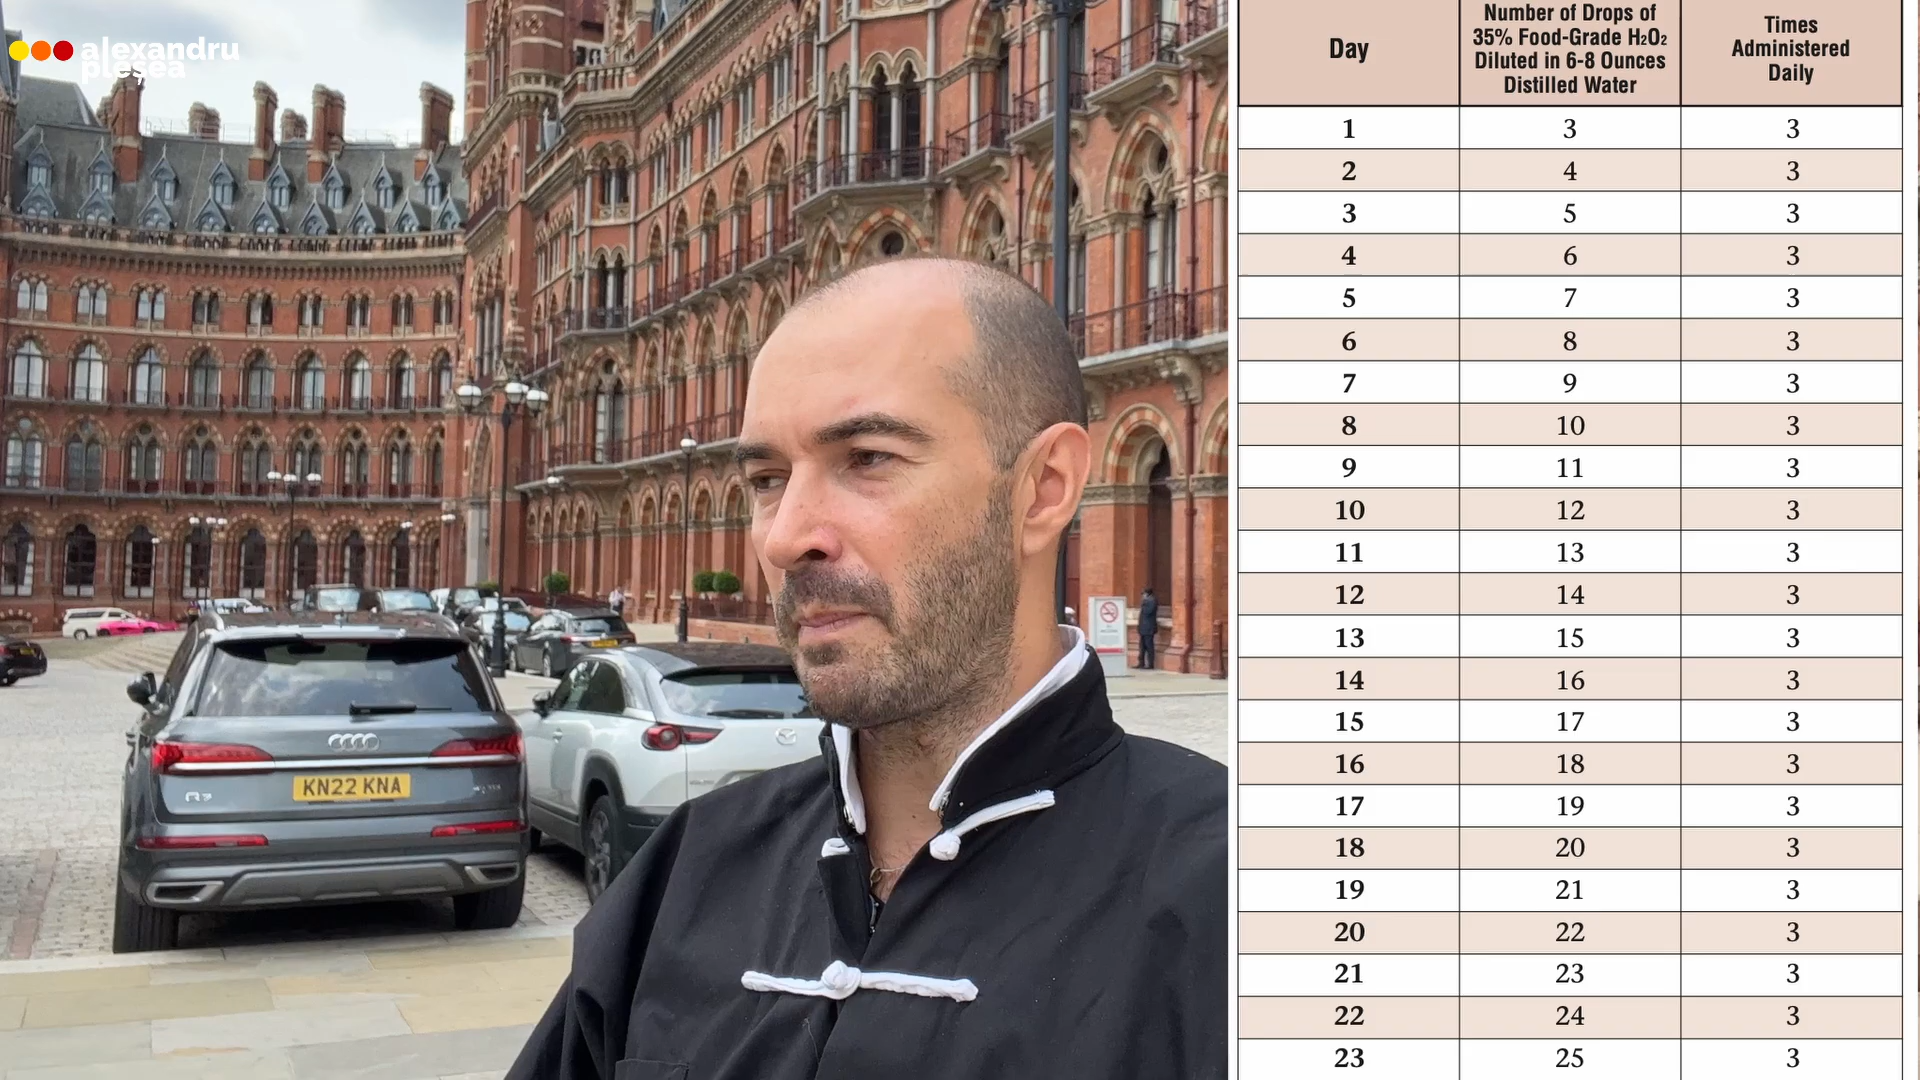 alexandru
pleșea
KN22 KNA
Day
Number of Drops of
35% Food-Grade H₂O₂
Diluted in 6-8 Ounces
Distilled Water
Times
Administered
Daily
1 3 3
2 4 3
3 5 3
4 6 3
5 7 3
6 8 3
7 9 3
8 10 3
9 11 3
10 12 3
11 13 3
12 14 3
13 15 3
14 16 3
15 17 3
16 18 3
17 19 3
18 20 3
19 21 3
20 22 3
21 23 3
22 24 3
23 25 3